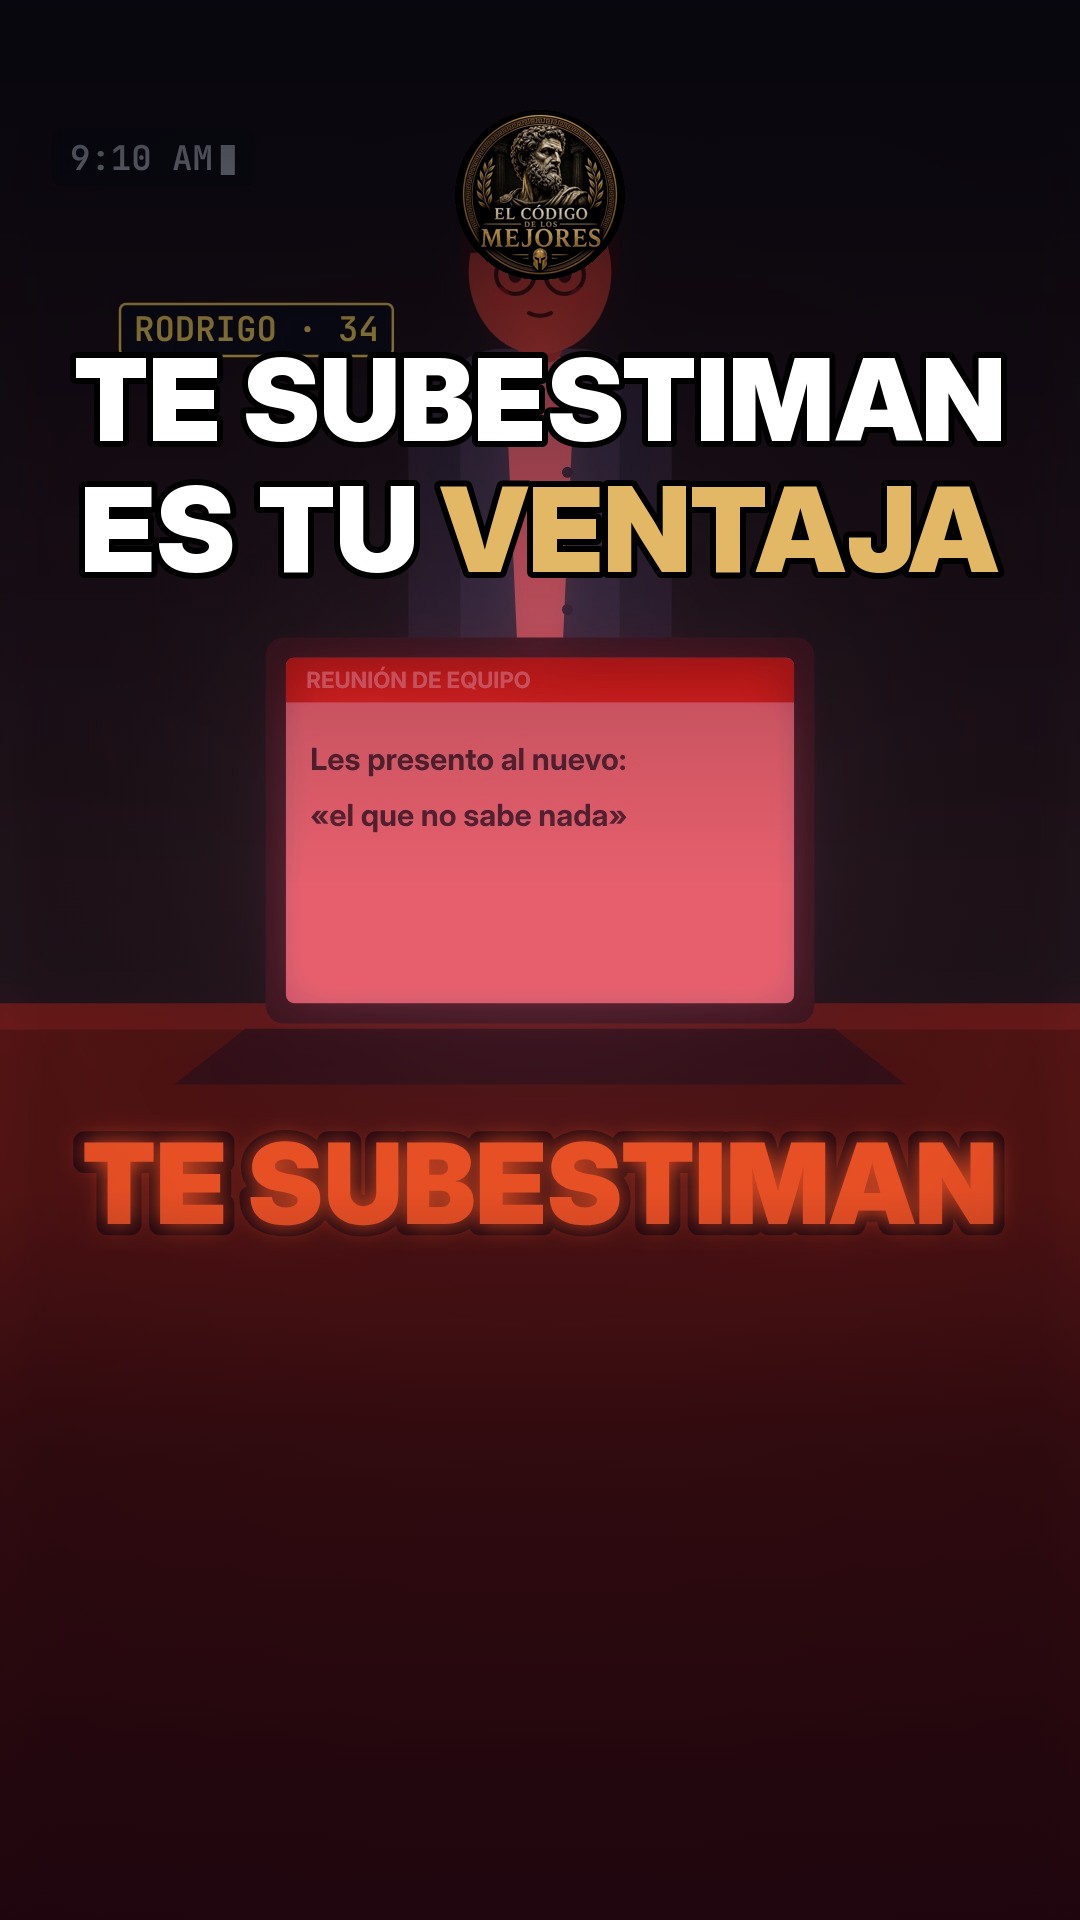 9:10 AM
EL CÓDIGO
DE LOS
MEJORES
RODRIGO · 34
TE SUBESTIMAN
ES TU VENTAJA
REUNIÓN DE EQUIPO
Les presento al nuevo:
«el que no sabe nada»
TE SUBESTIMAN